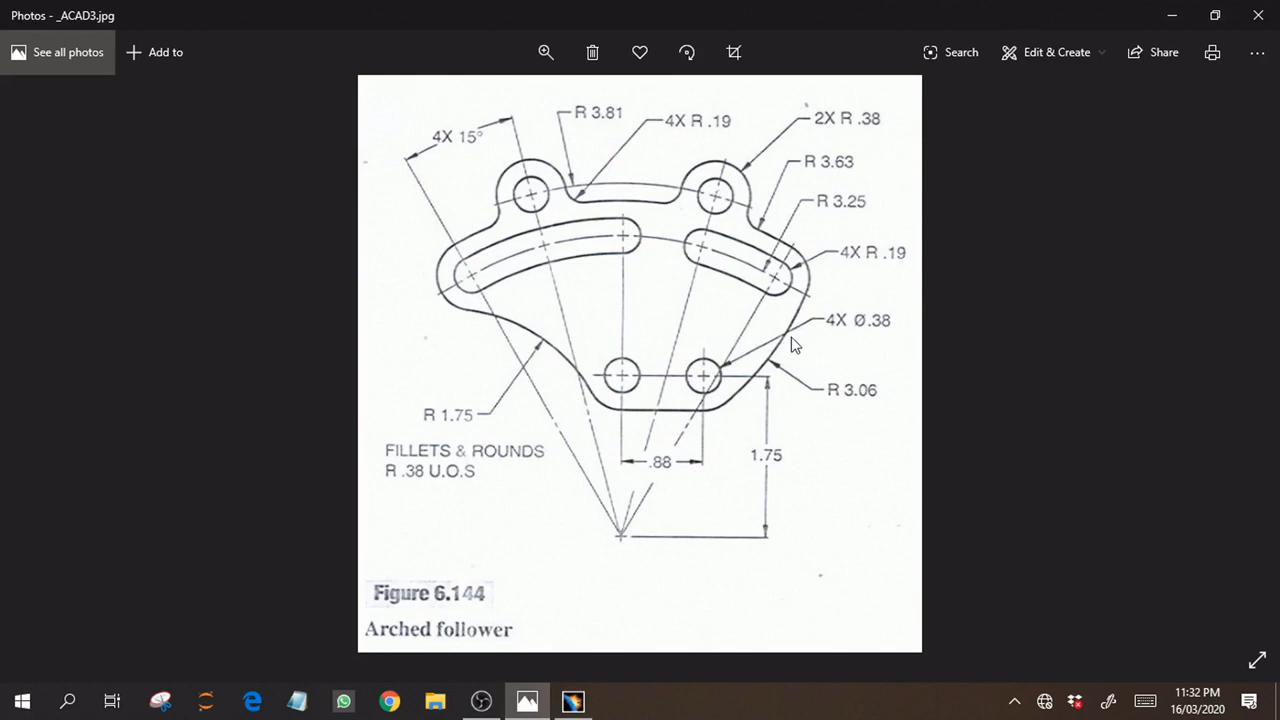 Photos - _ACAD3.jpg
See all photos
Add to
Search
Edit & Create
Share
R 3.81
4X 15°
4X R .19
2X R .38
R 3.63
R 3.25
4X R .19
4X Ø.38
R 3.06
R 1.75
FILLETS & ROUNDS
R .38 U.O.S
.88
1.75
Figure 6.144
Arched follower
11:32 PM
16/03/2020